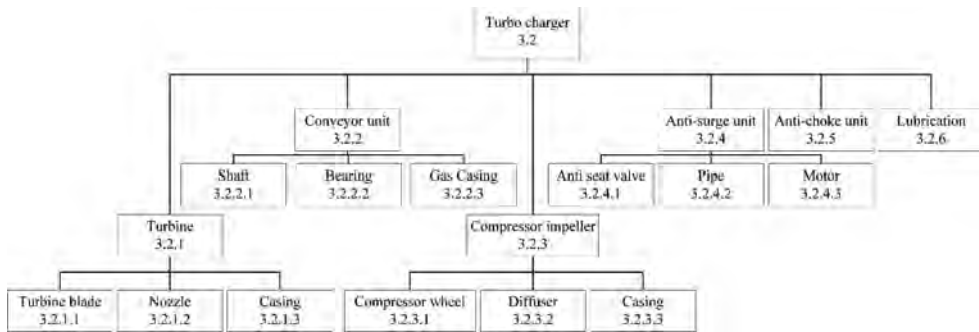 Turbo charger
3.2
Conveyor unit
3.2.2
Anti-surge unit
3.2.4
Anti-choke unit
3.2.5
Lubrication
3.2.6
Shaft
3.2.2.1
Bearing
3.2.2.2
Gas Casing
3.2.2.3
Anti seat valve
3.2.4.1
Pipe
3.2.4.2
Motor
3.2.4.3
Turbine
3.2.1
Compressor impeller
3.2.3
Turbine blade
3.2.1.1
Nozzle
3.2.1.2
Casing
3.2.1.3
Compressor wheel
3.2.3.1
Diffuser
3.2.3.2
Casing
3.2.3.3